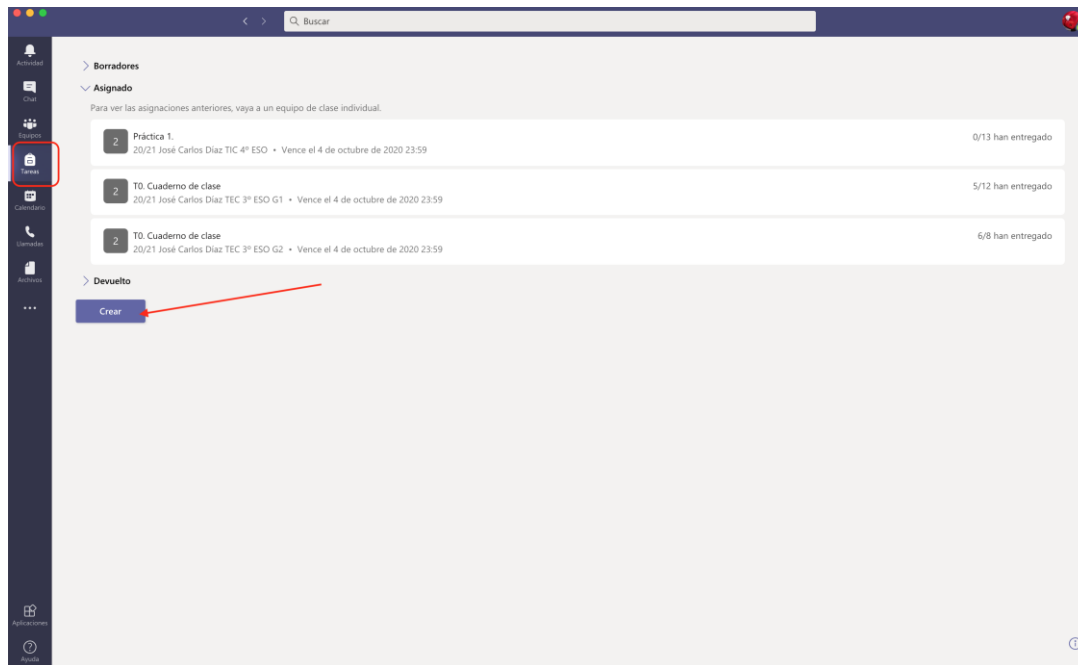 Buscar
Actividad
Chat
Equipos
Tareas
Calendario
Llamadas
Archivos
Aplicaciones
Ayuda
Borradores
Asignado
Para ver las asignaciones anteriores, vaya a un equipo de clase individual.
2
Práctica 1.
0/13 han entregado
20/21 José Carlos Díaz TIC 4º ESO • Vence el 4 de octubre de 2020 23:59
2
T0. Cuaderno de clase
5/12 han entregado
20/21 José Carlos Díaz TEC 3º ESO G1 • Vence el 4 de octubre de 2020 23:59
2
T0. Cuaderno de clase
6/8 han entregado
20/21 José Carlos Díaz TEC 3º ESO G2 • Vence el 4 de octubre de 2020 23:59
Devuelto
Crear